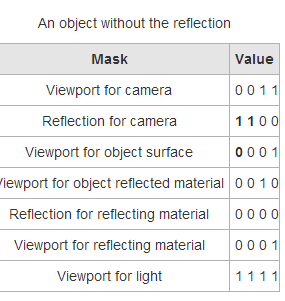 An object without the reflection
Mask Value
Viewport for camera 0 0 1 1
Reflection for camera 1 1 0 0
Viewport for object surface 0 0 0 1
Viewport for object reflected material 0 0 1 0
Reflection for reflecting material 0 0 0 0
Viewport for reflecting material 0 0 0 1
Viewport for light 1 1 1 1